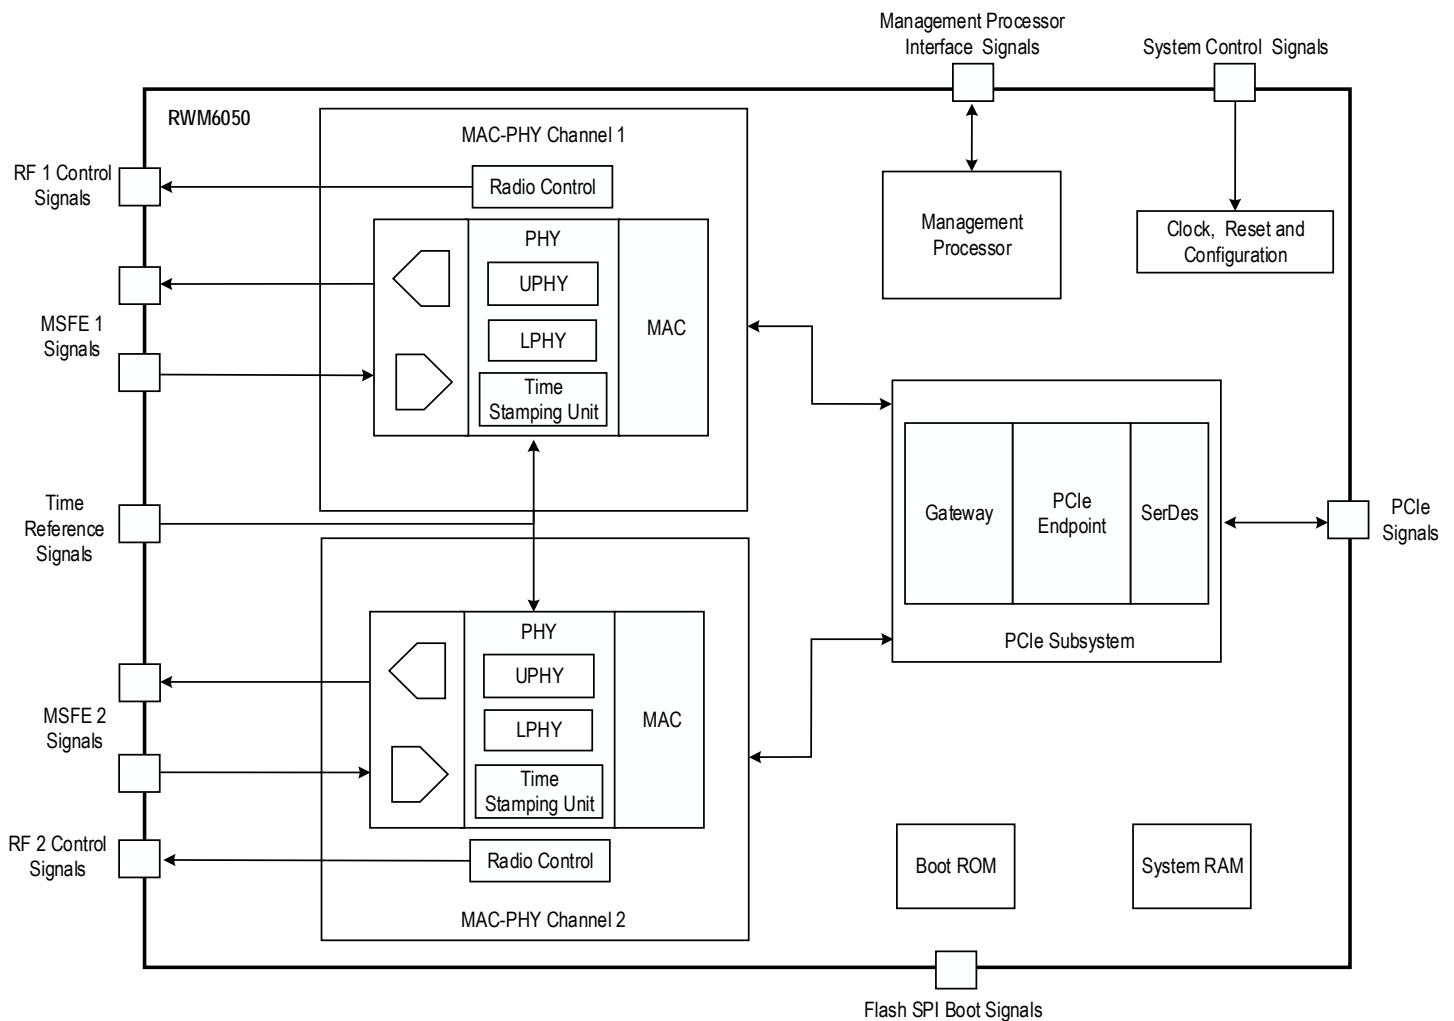 Management Processor
Interface Signals
System Control Signals
RWM6050
MAC-PHY Channel 1
RF 1 Control
Signals
Radio Control
Management
Processor
Clock, Reset and
Configuration
PHY
UPHY
LPHY
Time
Stamping Unit
MAC
MSFE 1
Signals
Time
Reference
Signals
Gateway
PCIe
Endpoint
SerDes
PCIe Subsystem
PCIe
Signals
PHY
UPHY
LPHY
Time
Stamping Unit
MAC
MSFE 2
Signals
RF 2 Control
Signals
Radio Control
MAC-PHY Channel 2
Boot ROM
System RAM
Flash SPI Boot Signals